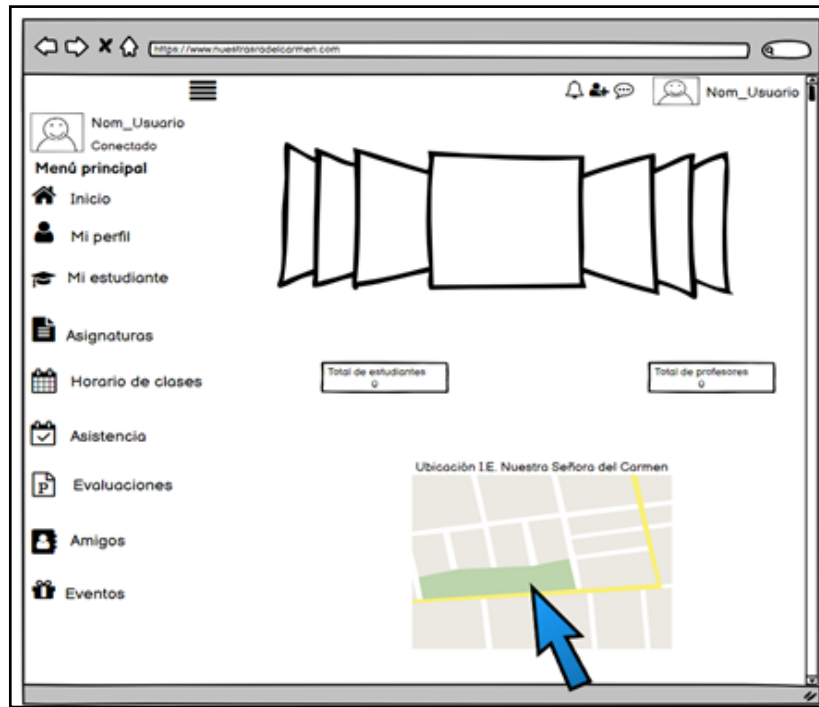 https://www.nuestrasradelcarmen.com
Nom_Usuario
Nom_Usuario
Conectado
Menú principal
Inicio
Mi perfil
Mi estudiante
Asignaturas
Horario de clases
Asistencia
Evaluaciones
Amigos
Eventos
Total de estudiantes
0
Total de profesores
0
Ubicación I.E. Nuestra Señora del Carmen